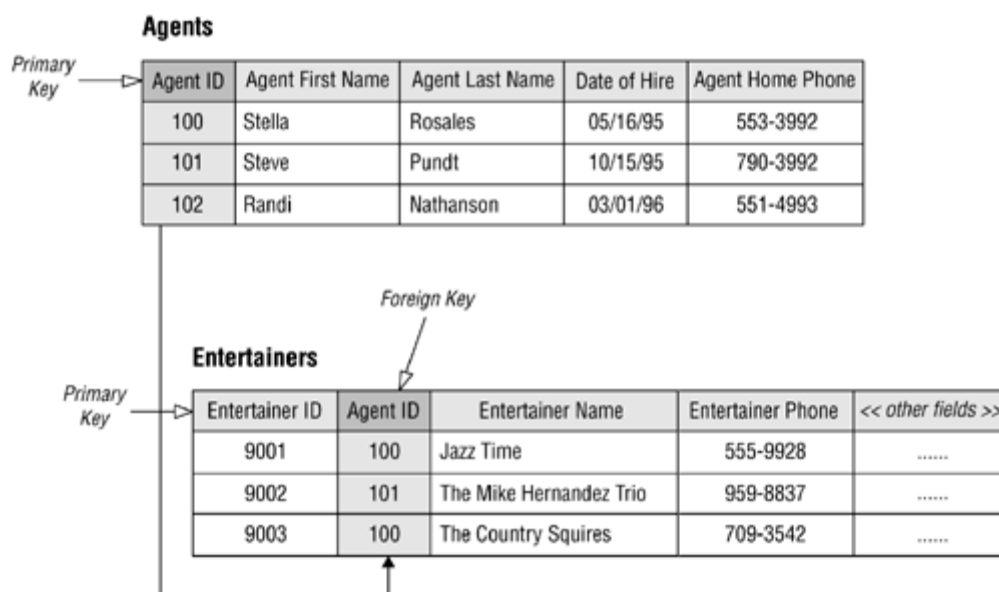 Agents
Primary Key
Agent ID Agent First Name Agent Last Name Date of Hire Agent Home Phone
100 Stella Rosales 05/16/95 553-3992
101 Steve Pundt 10/15/95 790-3992
102 Randi Nathanson 03/01/96 551-4993
Foreign Key
Entertainers
Primary Key
Entertainer ID Agent ID Entertainer Name Entertainer Phone << other fields >>
9001 100 Jazz Time 555-9928 ......
9002 101 The Mike Hernandez Trio 959-8837 ......
9003 100 The Country Squires 709-3542 ......